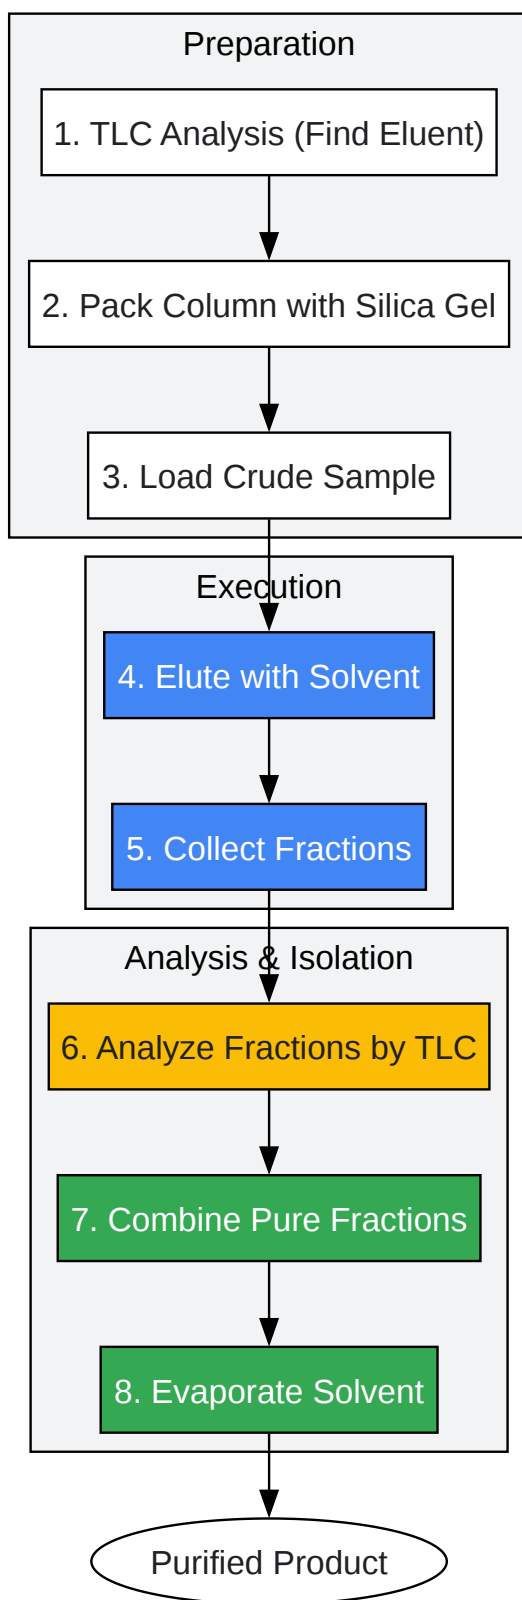 Preparation
1. TLC Analysis (Find Eluent)
2. Pack Column with Silica Gel
3. Load Crude Sample
Execution
4. Elute with Solvent
5. Collect Fractions
Analysis & Isolation
6. Analyze Fractions by TLC
7. Combine Pure Fractions
8. Evaporate Solvent
Purified Product